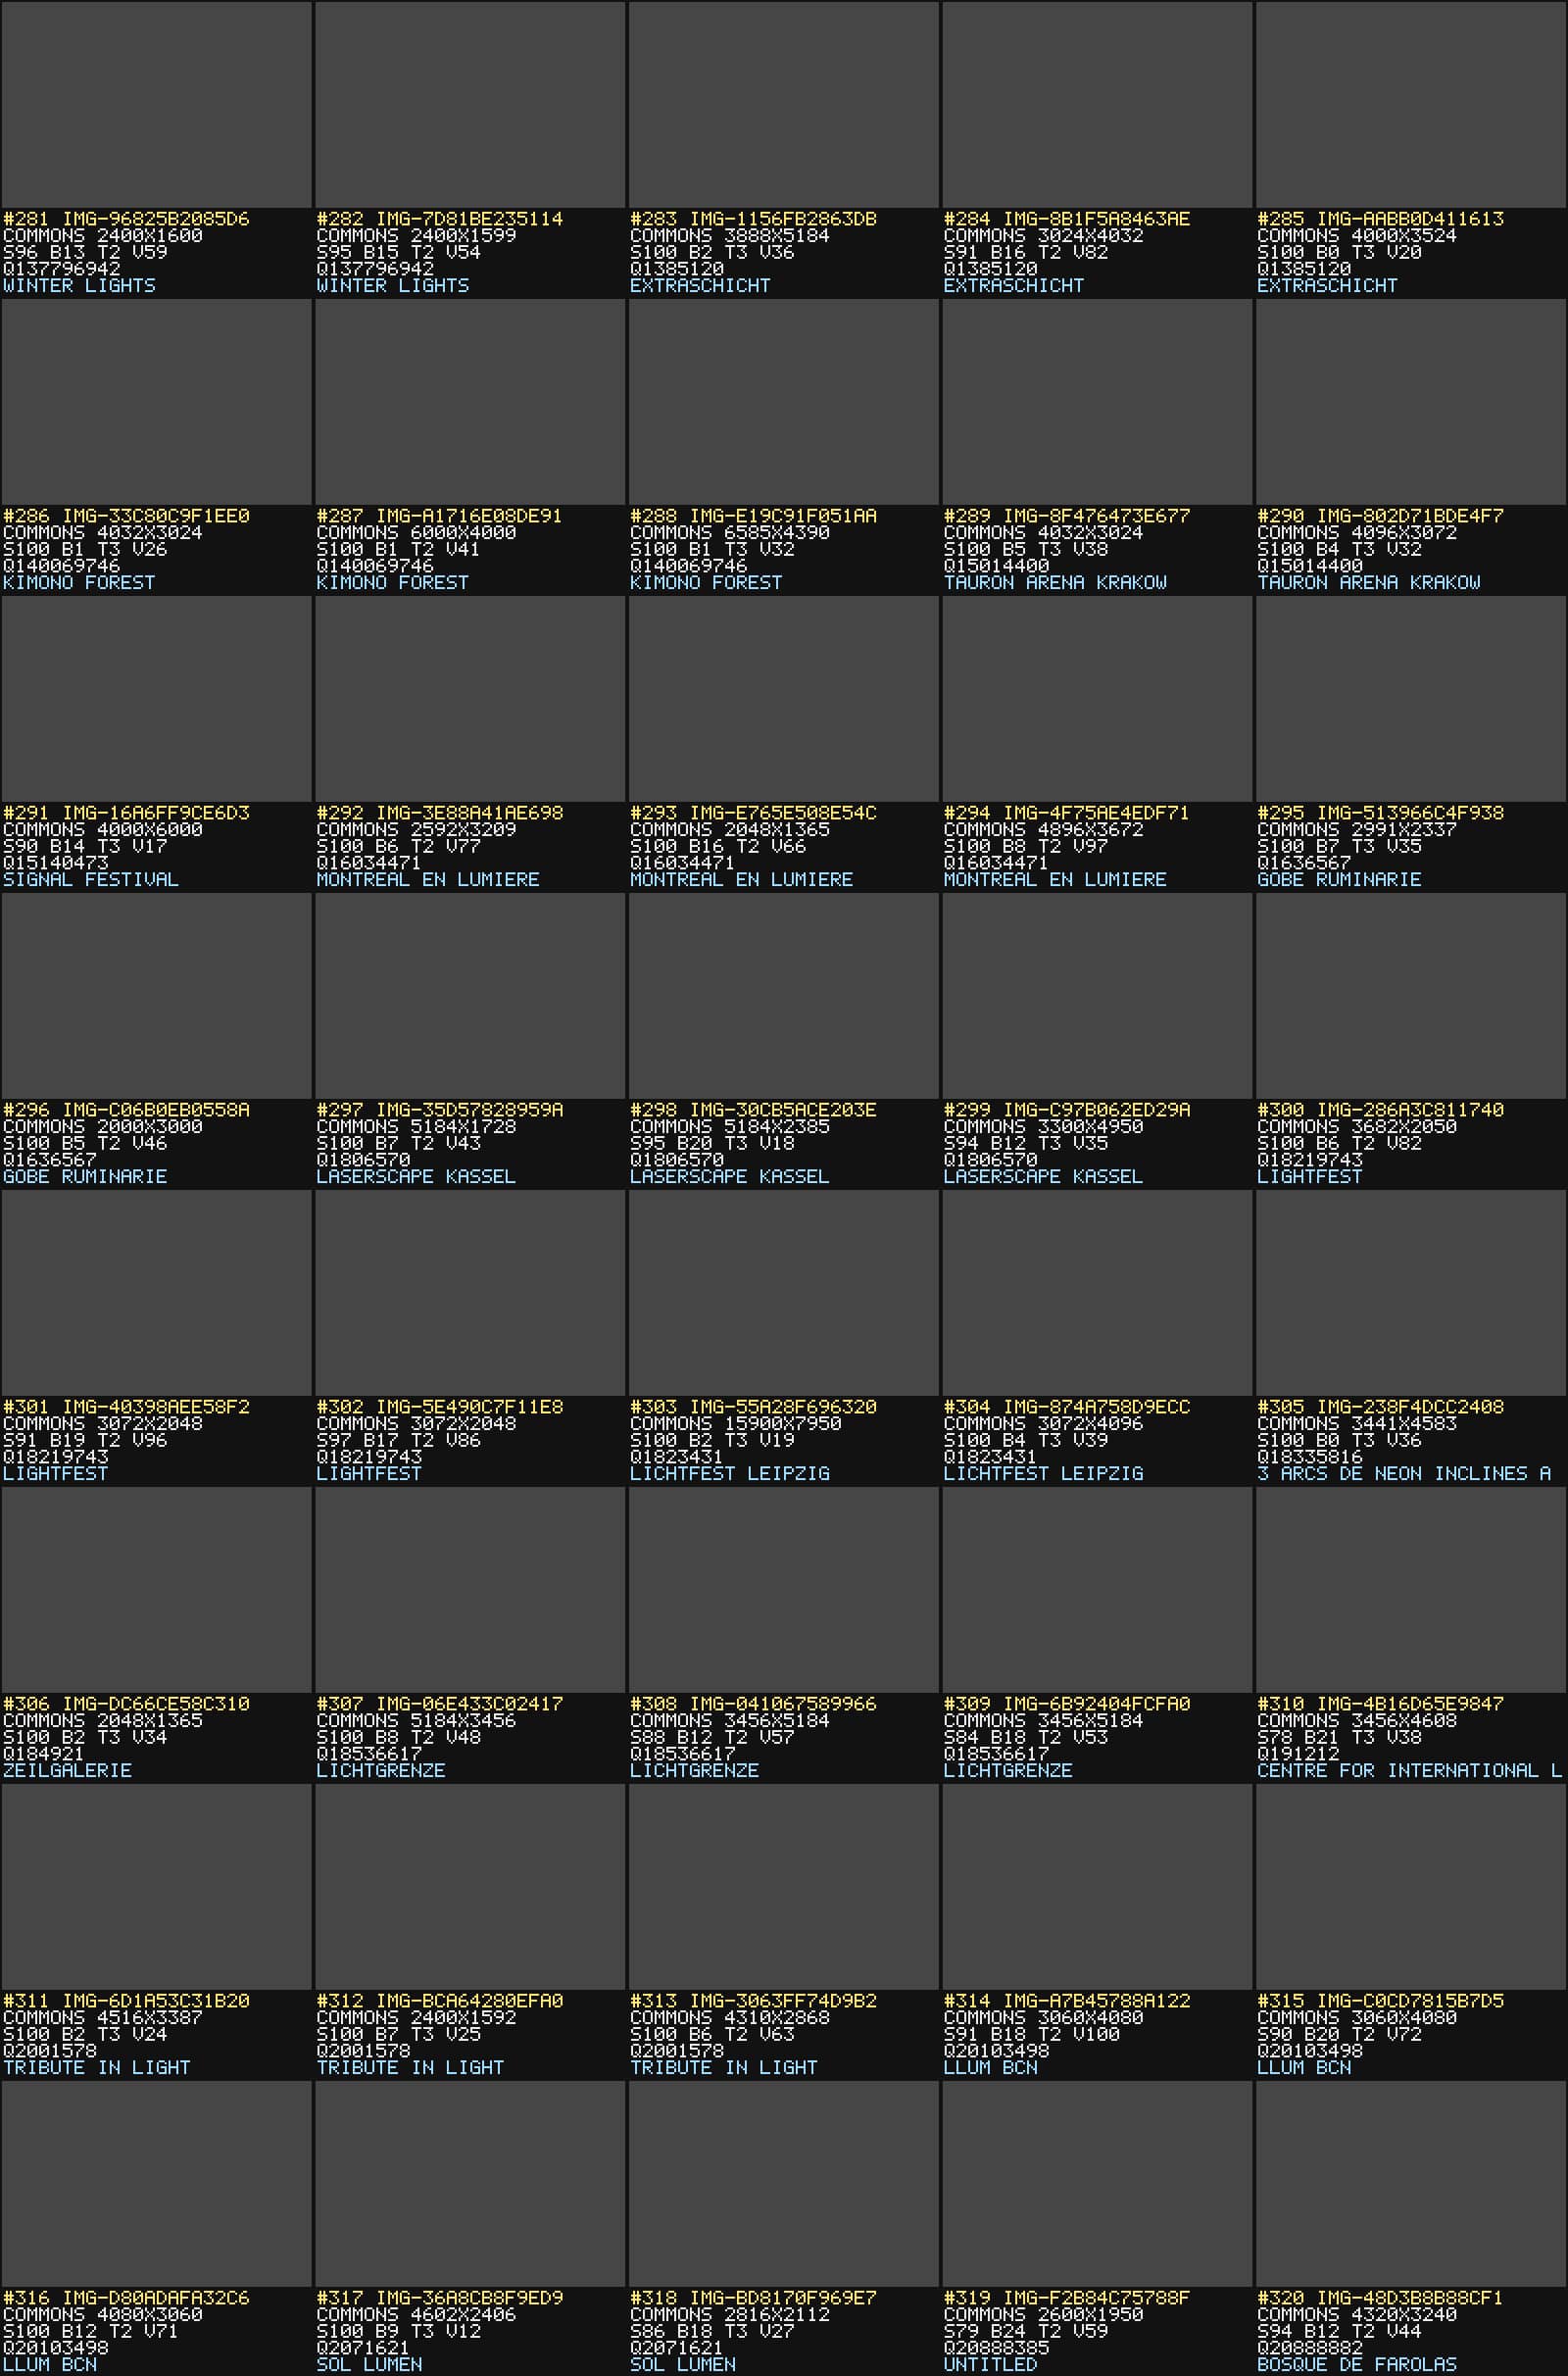 #281 IMG-96825B2085D6
COMMONS 2400X1600
S96 B13 T2 V59
Q137796942
WINTER LIGHTS
#282 IMG-7D81BE235114
COMMONS 2400X1599
S95 B15 T2 V54
Q137796942
WINTER LIGHTS
#283 IMG-1156FB2863DB
COMMONS 3888X5184
S100 B2 T3 V36
Q1385120
EXTRASCHICHT
#284 IMG-8B1F5A8463AE
COMMONS 3024X4032
S91 B16 T2 V82
Q1385120
EXTRASCHICHT
#285 IMG-AABB0D411613
COMMONS 4000X3524
S100 B0 T3 V20
Q1385120
EXTRASCHICHT
#286 IMG-33C80C9F1EE0
COMMONS 4032X3024
S100 B1 T3 V26
Q140069746
KIMONO FOREST
#287 IMG-A1716E08DE91
COMMONS 6000X4000
S100 B1 T2 V41
Q140069746
KIMONO FOREST
#288 IMG-E19C91F051AA
COMMONS 6585X4390
S100 B1 T3 V32
Q140069746
KIMONO FOREST
#289 IMG-8F476473E677
COMMONS 4032X3024
S100 B5 T3 V38
Q15014400
TAURON ARENA KRAKOW
#290 IMG-802D71BDE4F7
COMMONS 4096X3072
S100 B4 T3 V32
Q15014400
TAURON ARENA KRAKOW
#291 IMG-16A6FF9CE6D3
COMMONS 4000X6000
S90 B14 T3 V17
Q15140473
SIGNAL FESTIVAL
#292 IMG-3E88A41AE698
COMMONS 2592X3209
S100 B6 T2 V77
Q16034471
MONTREAL EN LUMIERE
#293 IMG-E765E508E54C
COMMONS 2048X1365
S100 B16 T2 V66
Q16034471
MONTREAL EN LUMIERE
#294 IMG-4F75AE4EDF71
COMMONS 4896X3672
S100 B8 T2 V97
Q16034471
MONTREAL EN LUMIERE
#295 IMG-513966C4F938
COMMONS 2991X2337
S100 B7 T3 V35
Q1636567
GOBE RUMINARIE
#296 IMG-C06B0EB0558A
COMMONS 2000X3000
S100 B5 T2 V46
Q1636567
GOBE RUMINARIE
#297 IMG-35D57828959A
COMMONS 5184X1728
S100 B7 T2 V43
Q1806570
LASERSCAPE KASSEL
#298 IMG-30CB5ACE203E
COMMONS 5184X2385
S95 B20 T3 V18
Q1806570
LASERSCAPE KASSEL
#299 IMG-C97B062ED29A
COMMONS 3300X4950
S94 B12 T3 V35
Q1806570
LASERSCAPE KASSEL
#300 IMG-286A3C811740
COMMONS 3682X2050
S100 B6 T2 V82
Q18219743
LIGHTFEST
#301 IMG-40398AEE58F2
COMMONS 3072X2048
S91 B19 T2 V96
Q18219743
LIGHTFEST
#302 IMG-5E490C7F11E8
COMMONS 3072X2048
S97 B17 T2 V86
Q18219743
LIGHTFEST
#303 IMG-55A28F696320
COMMONS 15900X7950
S100 B2 T3 V19
Q1823431
LICHTFEST LEIPZIG
#304 IMG-874A758D9ECC
COMMONS 3072X4096
S100 B4 T3 V39
Q1823431
LICHTFEST LEIPZIG
#305 IMG-238F4DCC2408
COMMONS 3441X4583
S100 B0 T3 V36
Q18335816
3 ARCS DE NEON INCLINES A
#306 IMG-DC66CE58C310
COMMONS 2048X1365
S100 B2 T3 V34
Q184921
ZEILGALERIE
#307 IMG-06E433C02417
COMMONS 5184X3456
S100 B8 T2 V48
Q18536617
LICHTGRENZE
#308 IMG-041067589966
COMMONS 3456X5184
S88 B12 T2 V57
Q18536617
LICHTGRENZE
#309 IMG-6B92404FCFA0
COMMONS 3456X5184
S84 B18 T2 V53
Q18536617
LICHTGRENZE
#310 IMG-4B16D65E9847
COMMONS 3456X4608
S78 B21 T3 V38
Q191212
CENTRE FOR INTERNATIONAL L
#311 IMG-6D1A53C31B20
COMMONS 4516X3387
S100 B2 T3 V24
Q2001578
TRIBUTE IN LIGHT
#312 IMG-BCA64280EFA0
COMMONS 2400X1592
S100 B7 T3 V25
Q2001578
TRIBUTE IN LIGHT
#313 IMG-3063FF74D9B2
COMMONS 4310X2868
S100 B6 T2 V63
Q2001578
TRIBUTE IN LIGHT
#314 IMG-A7B45788A122
COMMONS 3060X4080
S91 B18 T2 V100
Q20103498
LLUM BCN
#315 IMG-C0CD7815B7D5
COMMONS 3060X4080
S90 B20 T2 V72
Q20103498
LLUM BCN
#316 IMG-D80ADAFA32C6
COMMONS 4080X3060
S100 B12 T2 V71
Q20103498
LLUM BCN
#317 IMG-36A8CB8F9ED9
COMMONS 4602X2406
S100 B9 T3 V12
Q2071621
SOL LUMEN
#318 IMG-BD8170F969E7
COMMONS 2816X2112
S86 B18 T3 V27
Q2071621
SOL LUMEN
#319 IMG-F2B84C75788F
COMMONS 2600X1950
S79 B24 T2 V59
Q20888385
UNTITLED
#320 IMG-48D3B8B88CF1
COMMONS 4320X3240
S94 B12 T2 V44
Q20888882
BOSQUE DE FAROLAS